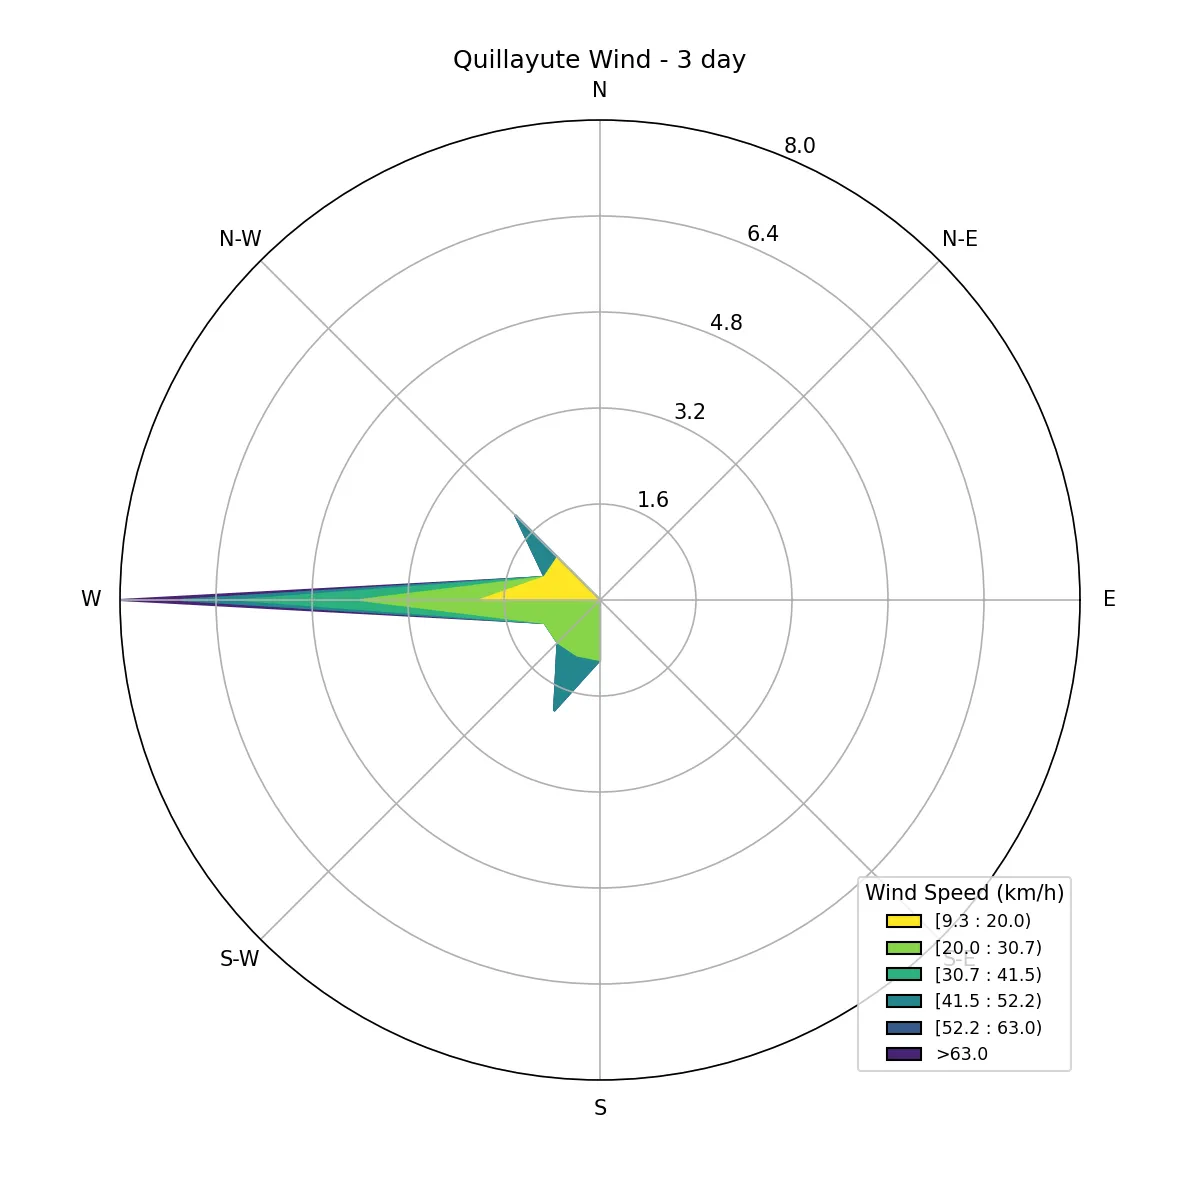 Quillayute Wind - 3 day
N
8.0
N-W
N-E
6.4
4.8
3.2
1.6
W
E
S-W
S-E
S
Wind Speed (km/h)
[9.3 : 20.0)
[20.0 : 30.7)
[30.7 : 41.5)
[41.5 : 52.2)
[52.2 : 63.0)
>63.0